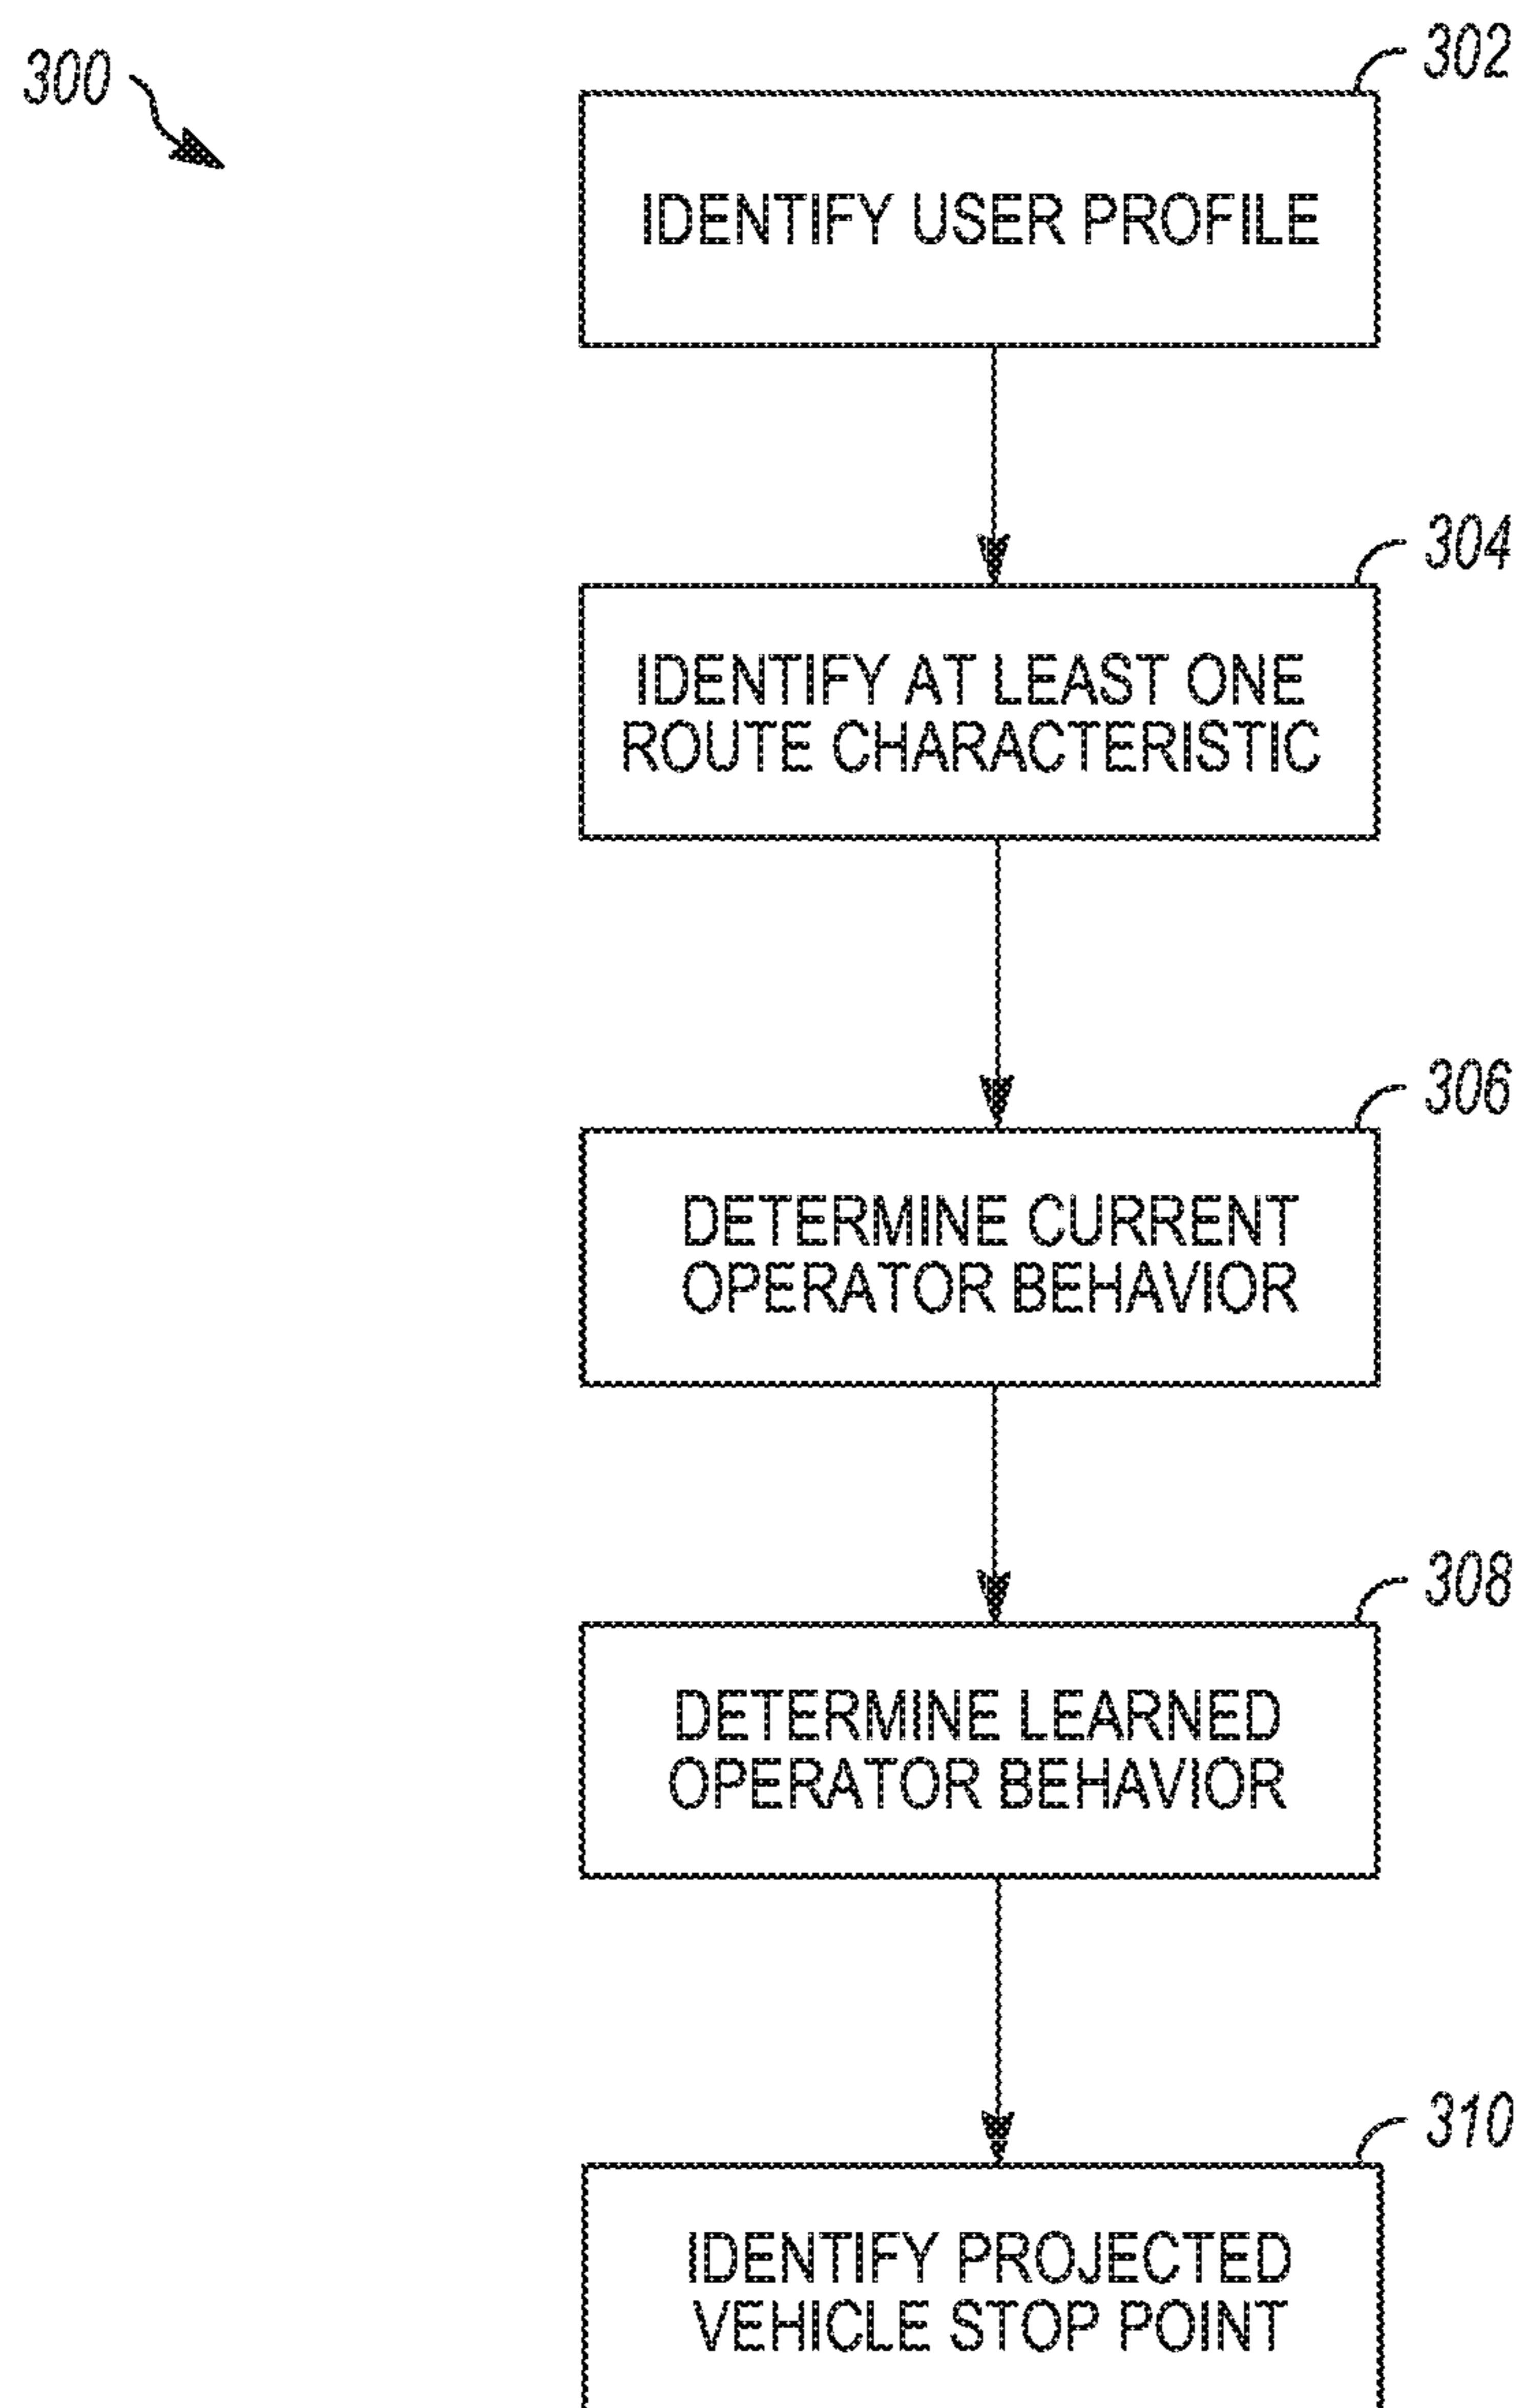 300
302
IDENTIFY USER PROFILE
304
IDENTIFY AT LEAST ONE
ROUTE CHARACTERISTIC
306
DETERMINE CURRENT
OPERATOR BEHAVIOR
308
DETERMINE LEARNED
OPERATOR BEHAVIOR
310
IDENTIFY PROJECTED
VEHICLE STOP POINT